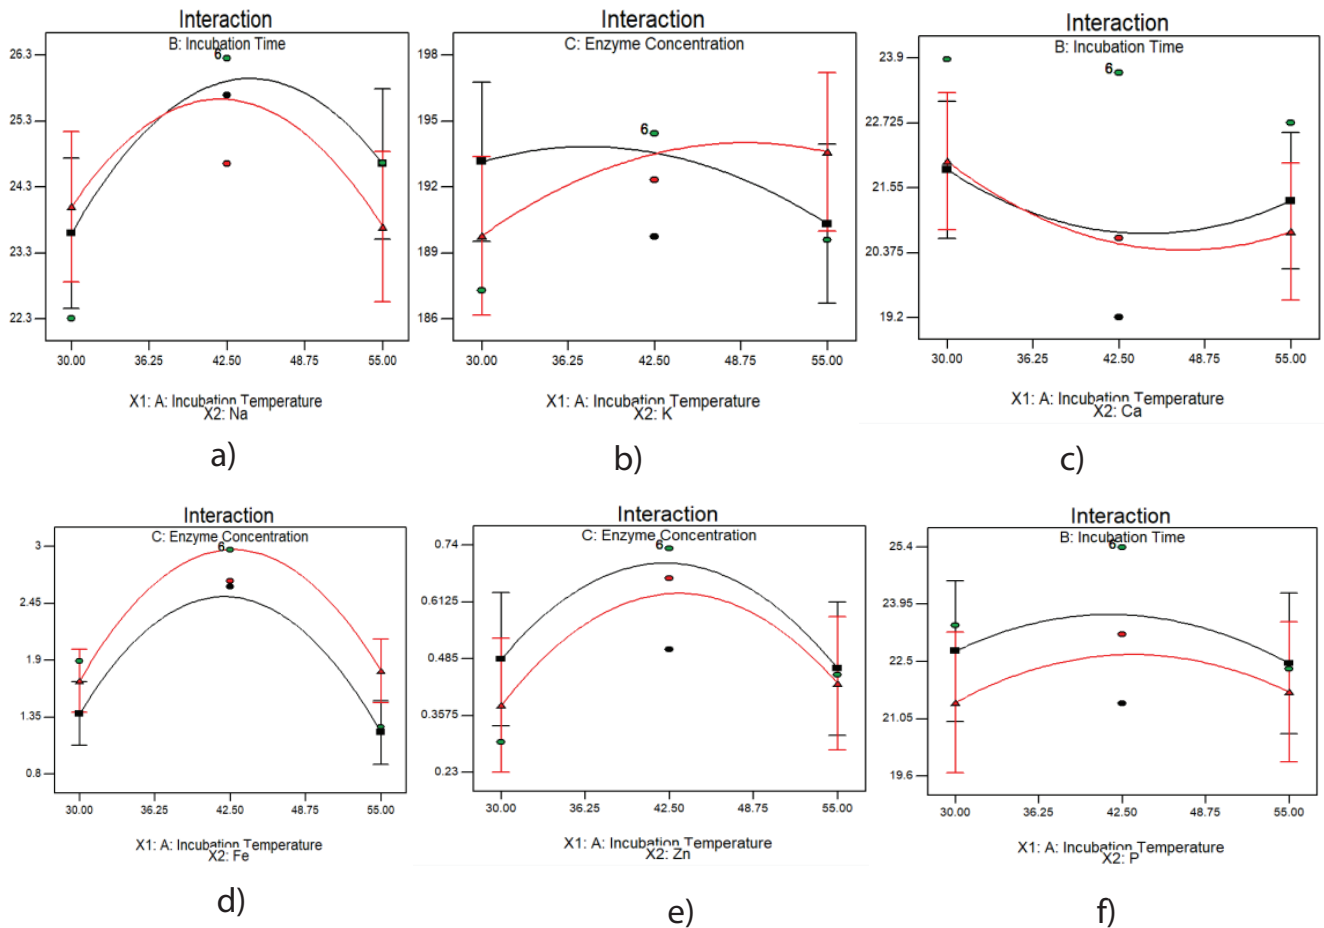 Interaction
B: Incubation Time
26.3
25.3
24.3
23.3
22.3
6
30.00 36.25 42.50 48.75 55.00
X1: A: Incubation Temperature
X2: Na
a)
Interaction
C: Enzyme Concentration
198
195
192
189
186
6
30.00 36.25 42.50 48.75 55.00
X1: A: Incubation Temperature
X2: K
b)
Interaction
B: Incubation Time
23.9
22.725
21.55
20.375
19.2
6
30.00 36.25 42.50 48.75 55.00
X1: A: Incubation Temperature
X2: Ca
c)
Interaction
C: Enzyme Concentration
3
2.45
1.9
1.35
0.8
6
30.00 36.25 42.50 48.75 55.00
X1: A: Incubation Temperature
X2: Fe
d)
Interaction
C: Enzyme Concentration
0.74
0.6125
0.485
0.3575
0.23
6
30.00 36.25 42.50 48.75 55.00
X1: A: Incubation Temperature
X2: Zn
e)
Interaction
B: Incubation Time
25.4
23.95
22.5
21.05
19.6
6
30.00 36.25 42.50 48.75 55.00
X1: A: Incubation Temperature
X2: P
f)